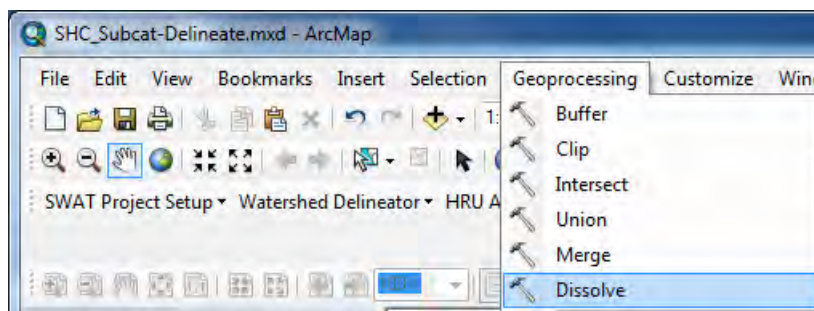 SHC_Subcat-Delineate.mxd - ArcMap
File Edit View Bookmarks Insert Selection Geoprocessing Customize
Buffer
1:
Clip
Intersect
SWAT Project Setup Watershed Delineator HRU
Union
Merge
Dissolve